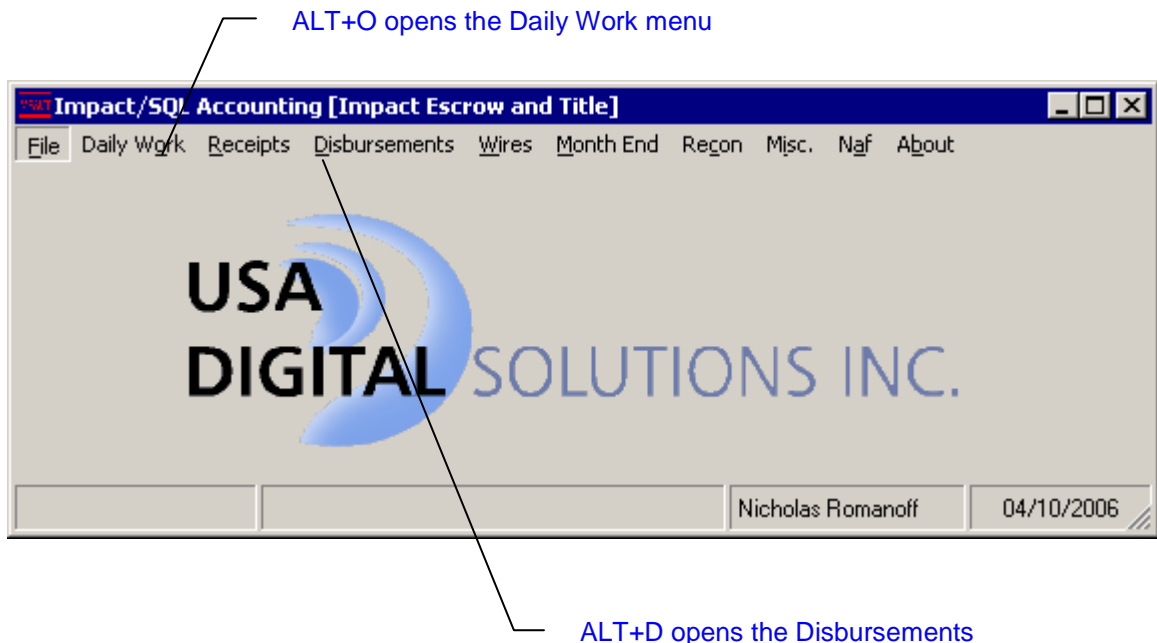 ALT+O opens the Daily Work menu
Impact/SQL Accounting [Impact Escrow and Title]
File Daily Work Receipts Disbursements Wires Month End Recon Misc. Naf About
USA
DIGITAL SOLUTIONS INC.
Nicholas Romanoff 04/10/2006
ALT+D opens the Disbursements